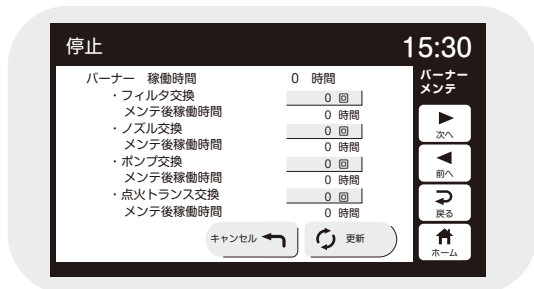 停止 15:30
バーナー 稼働時間 0 時間
・フィルタ交換 0 回
メンテ後稼働時間 0 時間
・ノズル交換 0 回
メンテ後稼働時間 0 時間
・ポンプ交換 0 回
メンテ後稼働時間 0 時間
・点火トランス交換 0 回
メンテ後稼働時間 0 時間
キャンセル 更新
バーナー
メンテ
次へ
前へ
戻る
ホーム